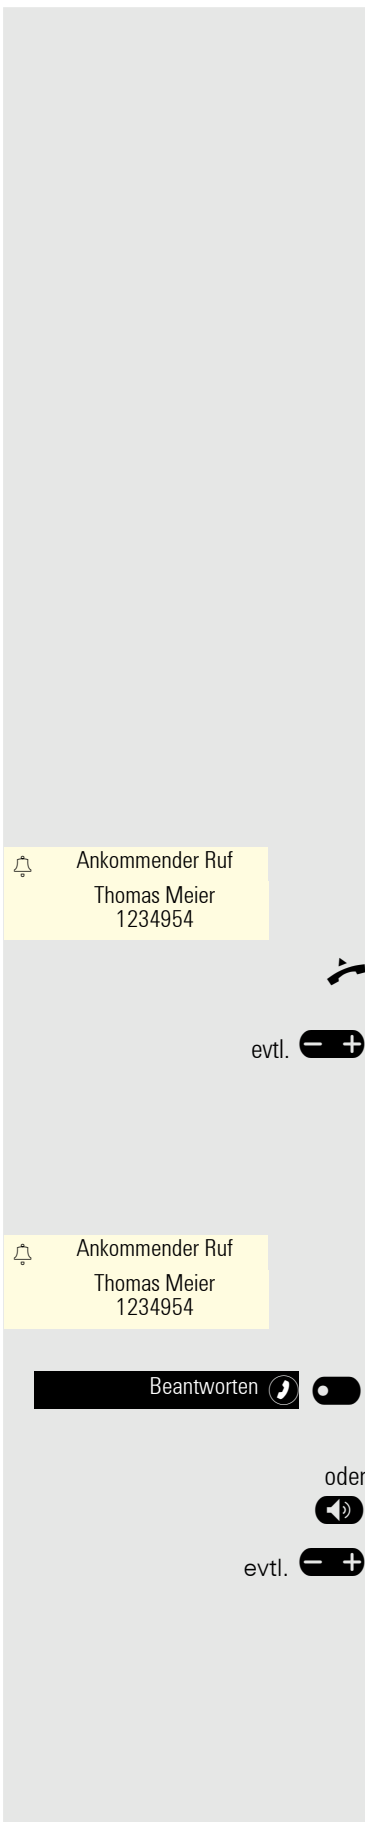 Ankommender Ruf
Thomas Meier
1234954
evtl.
Ankommender Ruf
Thomas Meier
1234954
Beantworten
oder
evtl.